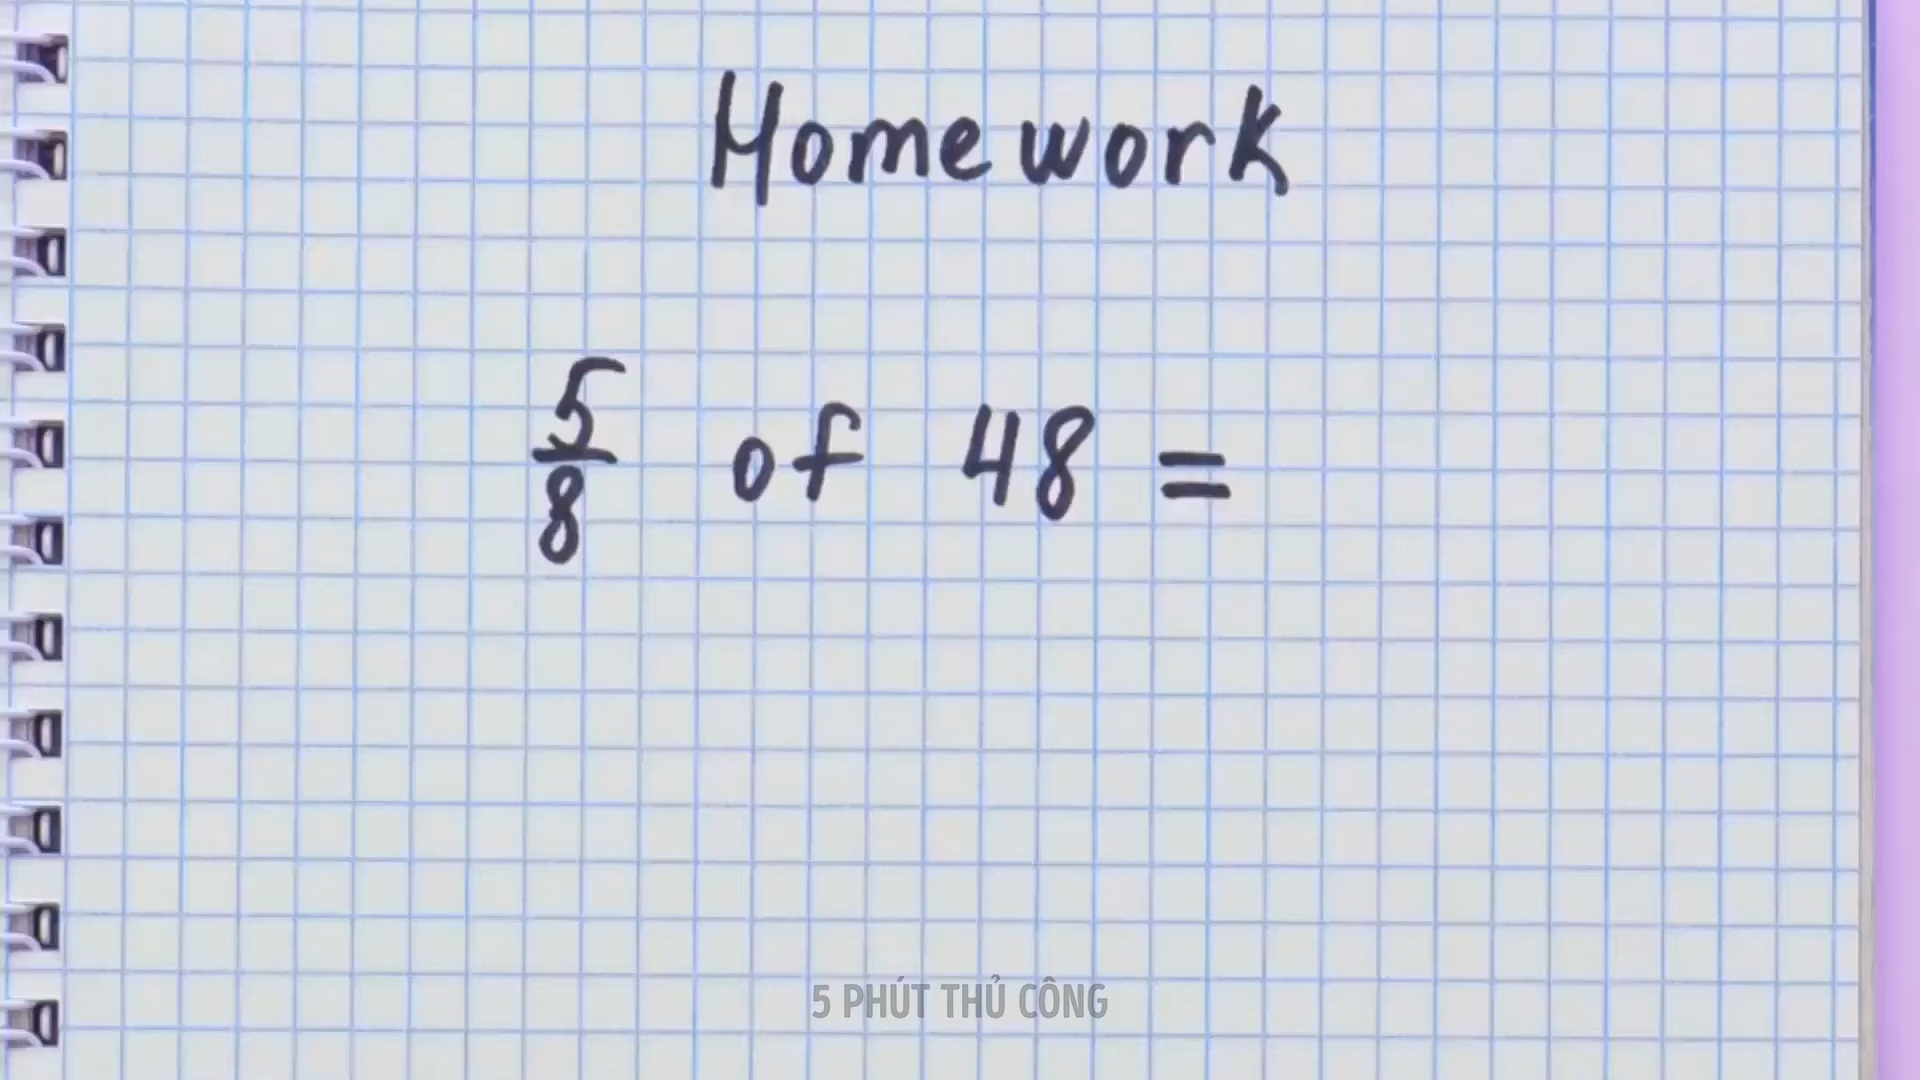 Homework
5/8 of 48 =
5 PHÚT THỦ CÔNG